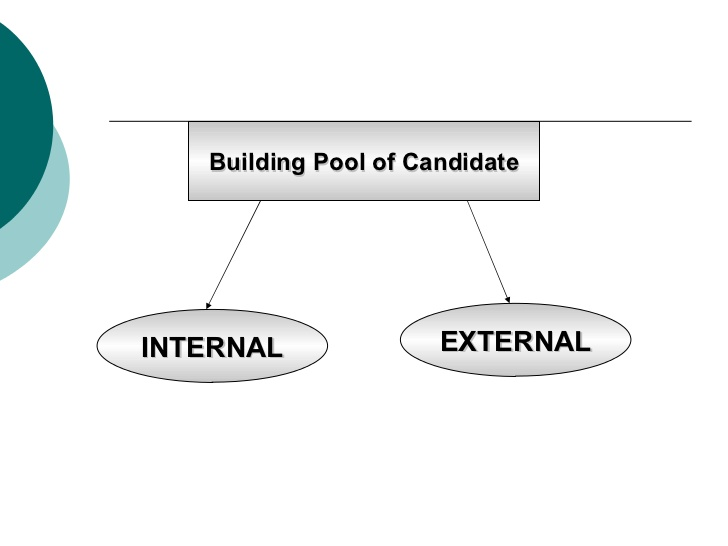 Building Pool of Candidate
INTERNAL
EXTERNAL